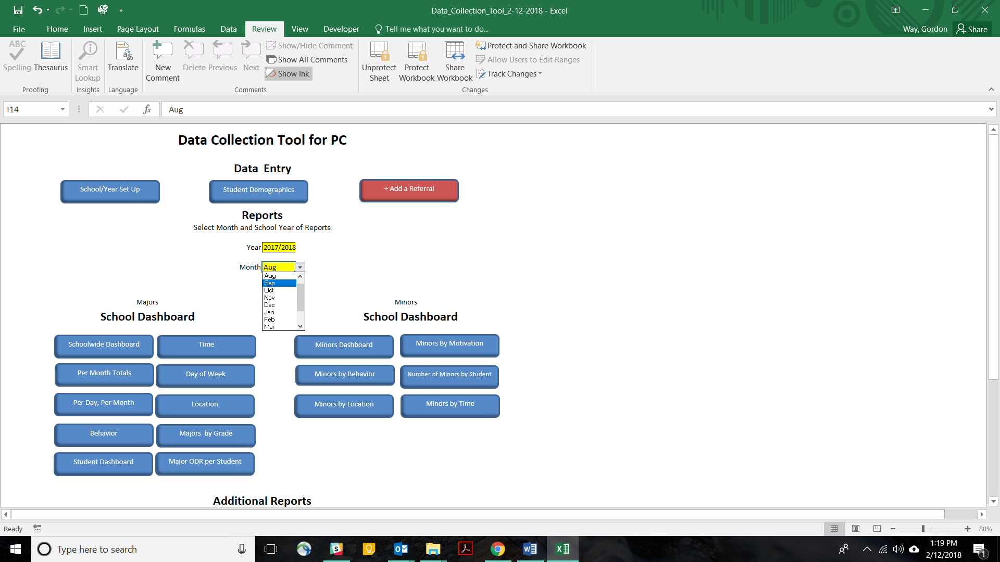 Data_Collection_Tool_2-12-2018 - Excel
File Home Insert Page Layout Formulas Data Review View Developer Tell me what you want to do... Way, Gordon Share
ABC
Spelling Thesaurus Smart Lookup Translate New Comment Delete Previous Next
Show/Hide Comment
Show All Comments
Show Ink
Unprotect Sheet Protect Workbook Share Workbook
Protect and Share Workbook
Allow Users to Edit Ranges
Track Changes
Proofing Insights Language Comments Changes
I14 fx Aug
Data Collection Tool for PC
Data Entry
School/Year Set Up Student Demographics + Add a Referral
Reports
Select Month and School Year of Reports
Year 2017/2018
Month Aug
Aug
Sep
Oct
Nov
Dec
Jan
Feb
Mar
Majors Minors
School Dashboard School Dashboard
Schoolwide Dashboard Time Minors Dashboard Minors By Motivation
Per Month Totals Day of Week Minors by Behavior Number of Minors by Student
Per Day, Per Month Location Minors by Location Minors by Time
Behavior Majors by Grade
Student Dashboard Major ODR per Student
Additional Reports
Ready 80%
Type here to search
1:19 PM
2/12/2018
1